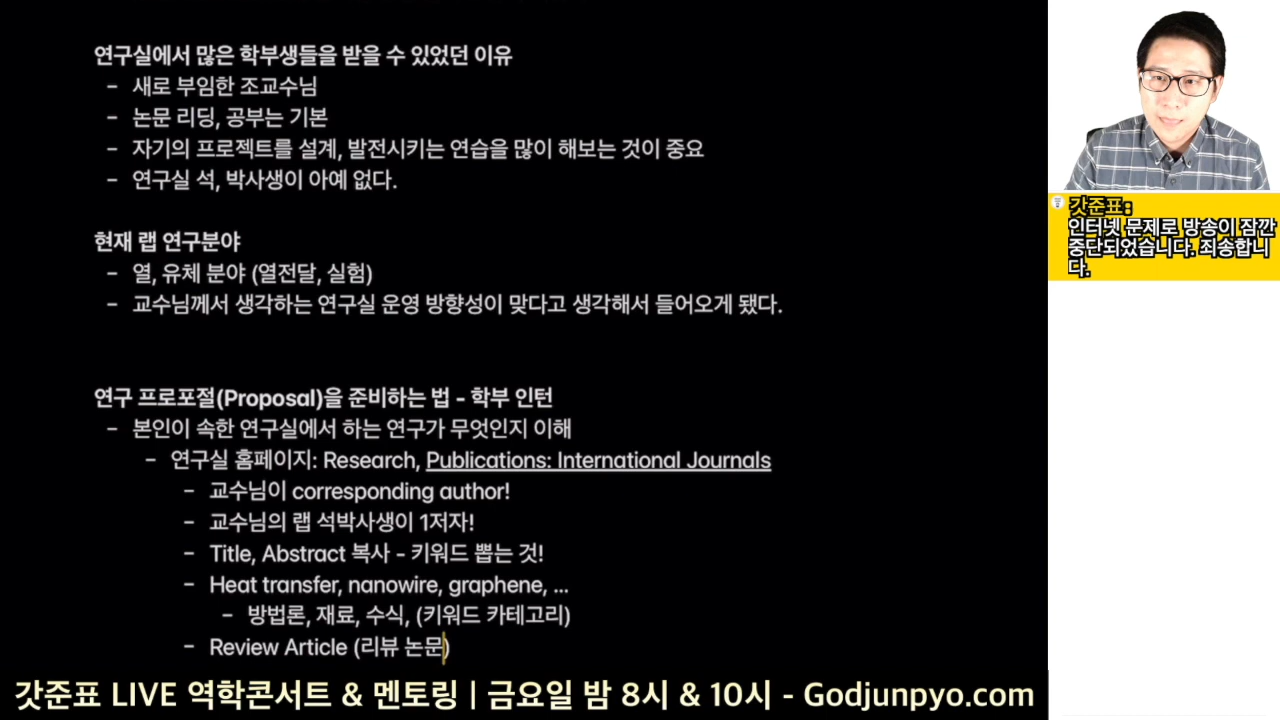 연구실에서 많은 학부생들을 받을 수 있었던 이유
- 새로 부임한 조교수님
- 논문 리딩, 공부는 기본
- 자기의 프로젝트를 설계, 발전시키는 연습을 많이 해보는 것이 중요
- 연구실 석, 박사생이 아예 없다.
현재 랩 연구분야
- 열, 유체 분야 (열전달, 실험)
- 교수님께서 생각하는 연구실 운영 방향성이 맞다고 생각해서 들어오게 됐다.
연구 프로포절(Proposal)을 준비하는 법 - 학부 인턴
- 본인이 속한 연구실에서 하는 연구가 무엇인지 이해
- 연구실 홈페이지: Research, Publications: International Journals
- 교수님이 corresponding author!
- 교수님의 랩 석박사생이 1저자!
- Title, Abstract 복사 - 키워드 뽑는 것!
- Heat transfer, nanowire, graphene, ...
- 방법론, 재료, 수식, (키워드 카테고리)
- Review Article (리뷰 논문)
갓준표:
인터넷 문제로 방송이 잠깐
중단되었습니다. 죄송합니
다.
갓준표 LIVE 역학콘서트 & 멘토링 | 금요일 밤 8시 & 10시 - Godjunpyo.com